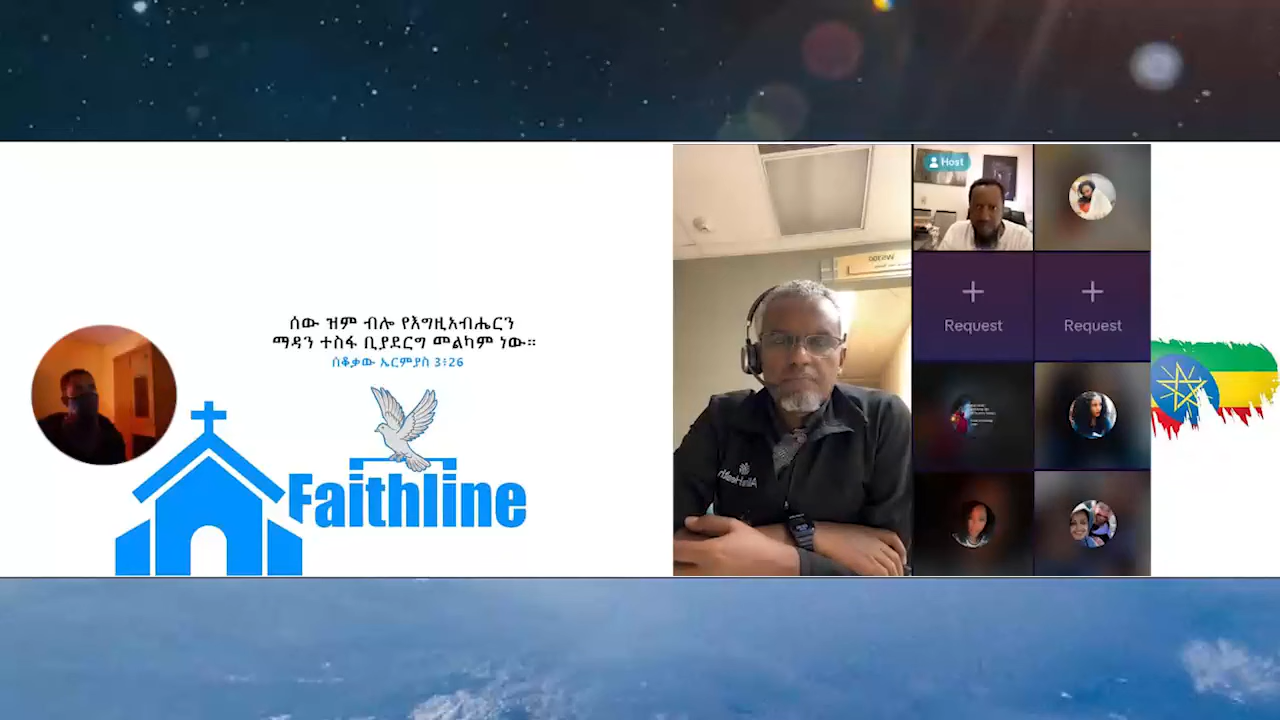 ሰው ዝም ብሎ የእግዚአብሔርን
ማዳን ተስፋ ቢያደርግ መልካም ነው።
ሰቆቃው ኤርምያስ 3፥26
Faithline
Host
Request
Request